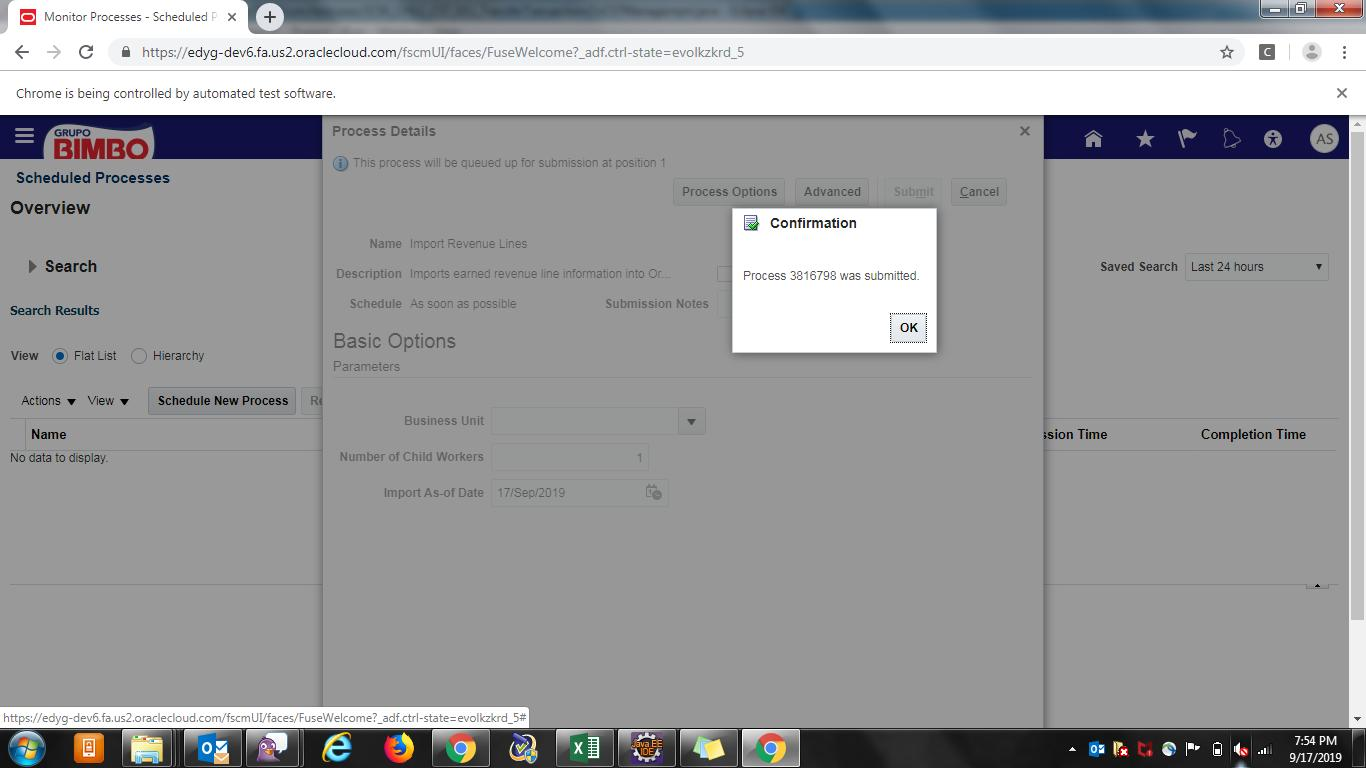 Monitor Processes - Scheduled P
https://edyg-dev6.fa.us2.oraclecloud.com/fscmUI/faces/FuseWelcome?_adf.ctrl-state=evolkzkrd_5
C
Chrome is being controlled by automated test software.
GRUPO
BIMBO
AS
Process Details
This process will be queued up for submission at position 1
Process Options
Advanced
Submit
Cancel
Scheduled Processes
Overview
Search
Saved Search
Last 24 hours
Name Import Revenue Lines
Description Imports earned revenue line information into Or...
Schedule As soon as possible
Submission Notes
Confirmation
Process 3816798 was submitted.
OK
Search Results
View Flat List Hierarchy
Basic Options
Parameters
Actions View Schedule New Process Re
Business Unit
Name
ssion Time
Completion Time
No data to display.
Number of Child Workers 1
Import As-of Date 17/Sep/2019
https://edyg-dev6.fa.us2.oraclecloud.com/fscmUI/faces/FuseWelcome?_adf.ctrl-state=evolkzkrd_5#
Java EE
IDE
7:54 PM
9/17/2019